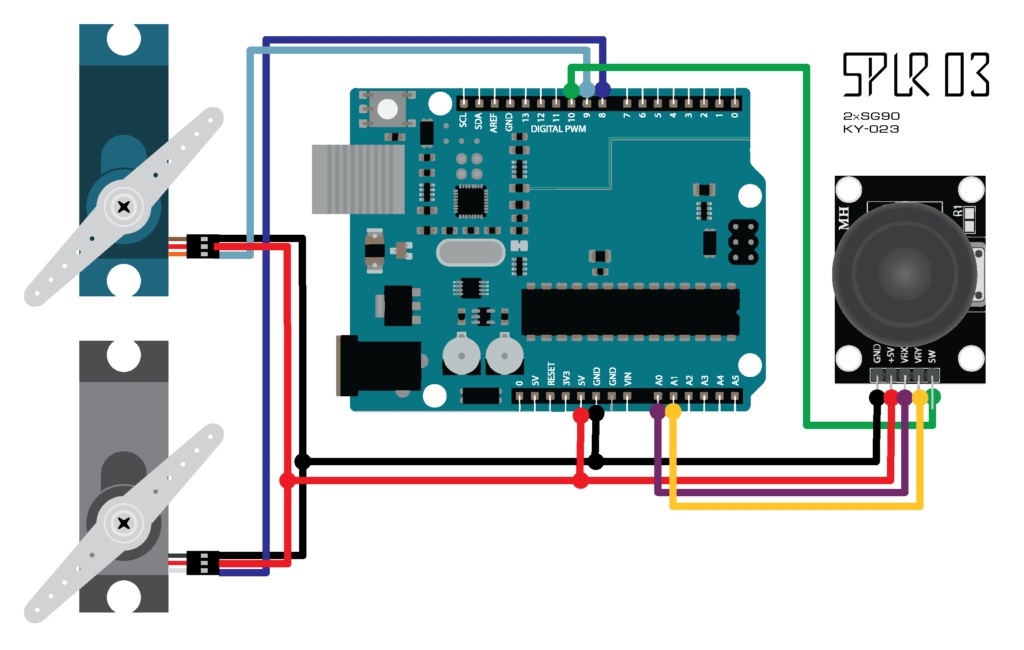 SPLR 03
2xSG90
KY-023
SCL
SDA
AREF
GND
13
12
11
10
9
8
7
6
5
4
3
2
1
0
DIGITAL PWM
MH
R1
GND
+5V
VRX
VRY
SW
0
5V
RESET
3V3
5V
GND
GND
VIN
A0
A1
A2
A3
A4
A5